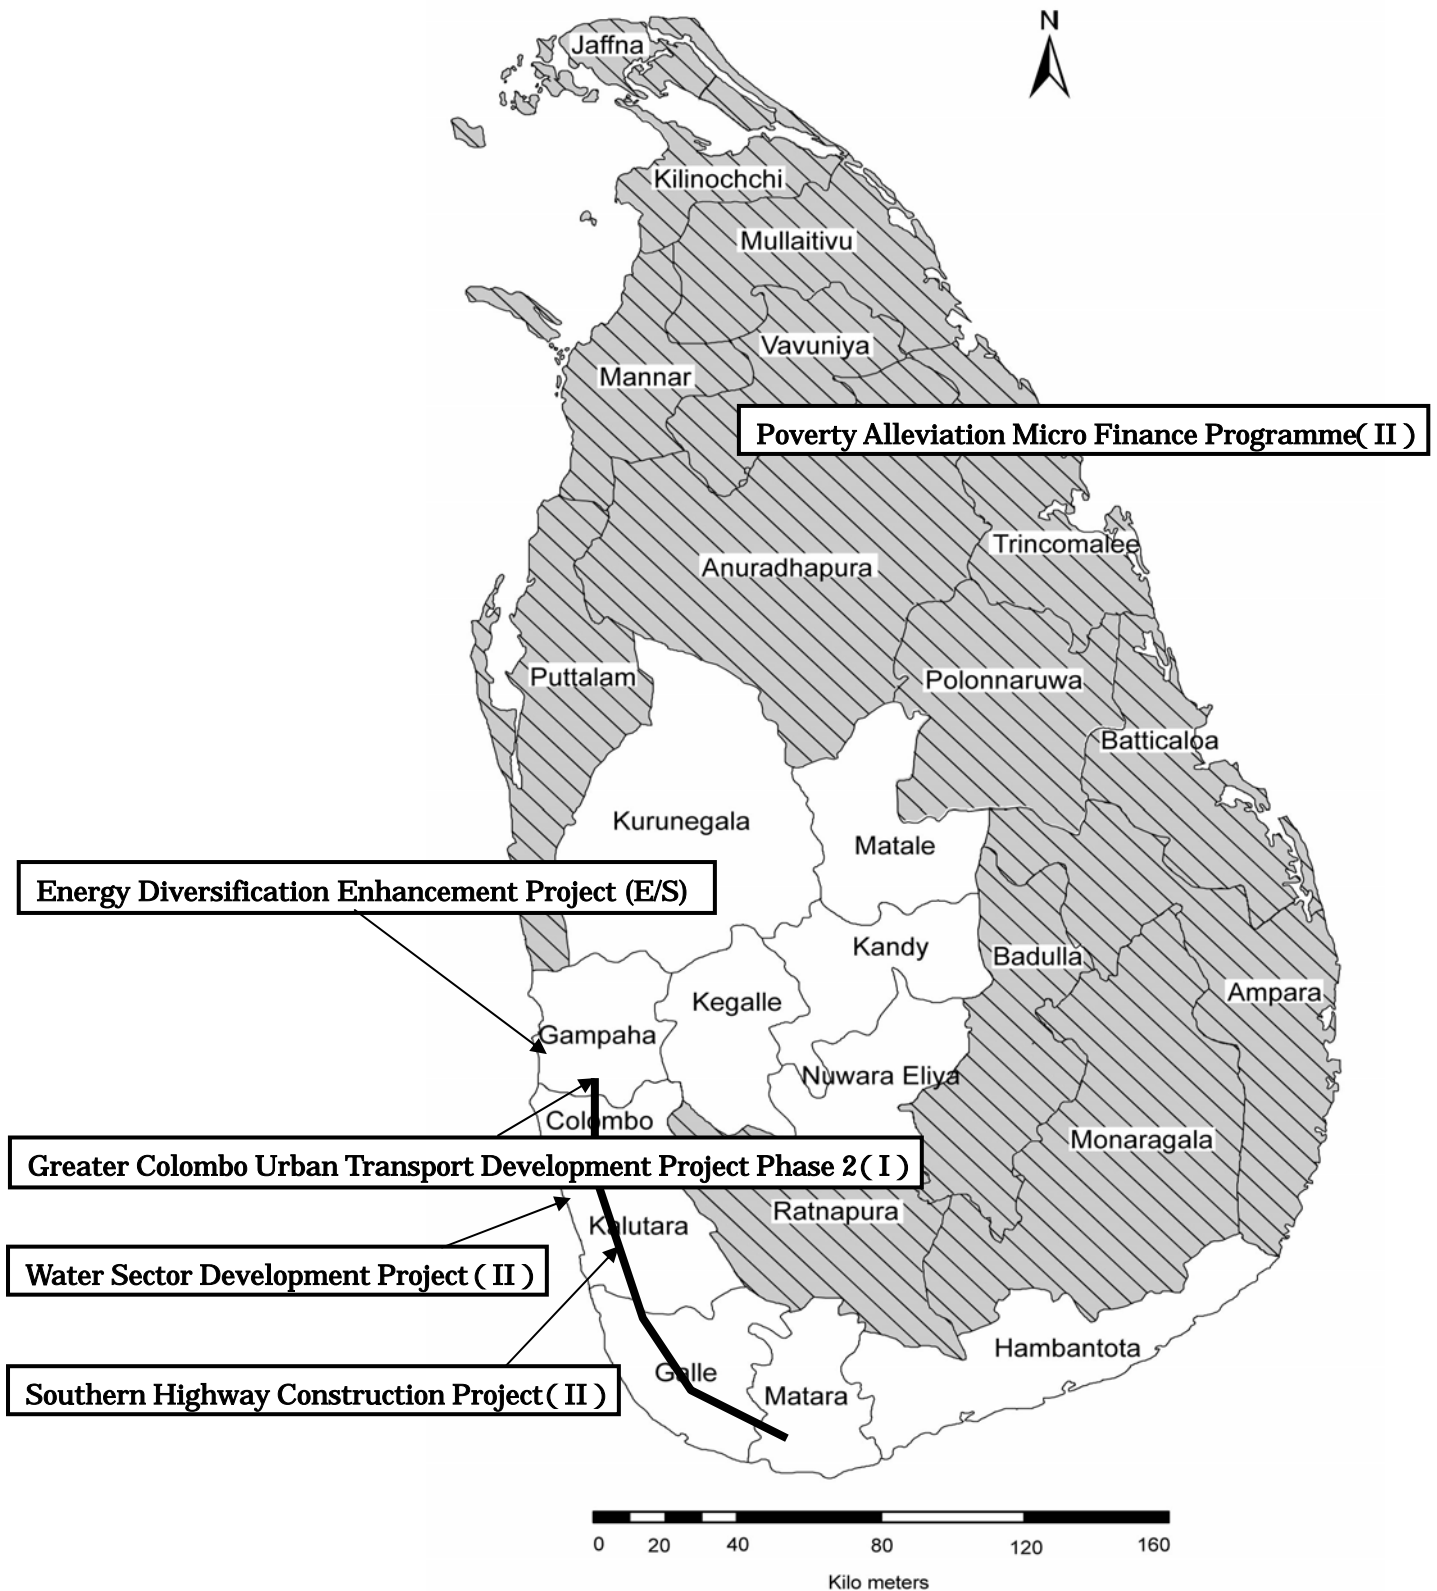 N
Jaffna
Kilinochchi
Mullaitivu
Vavuniya
Mannar
Poverty Alleviation Micro Finance Programme( II )
Trincomalee
Anuradhapura
Puttalam
Polonnaruwa
Batticaloa
Kurunegala
Matale
Energy Diversification Enhancement Project (E/S)
Kandy
Badulla
Ampara
Kegalle
Gampaha
Nuwara Eliya
Colombo
Monaragala
Greater Colombo Urban Transport Development Project Phase 2 ( I )
Ratnapura
Kalutara
Water Sector Development Project ( II )
Hambantota
Galle
Matara
Southern Highway Construction Project ( II )
0 20 40 80 120 160
Kilo meters